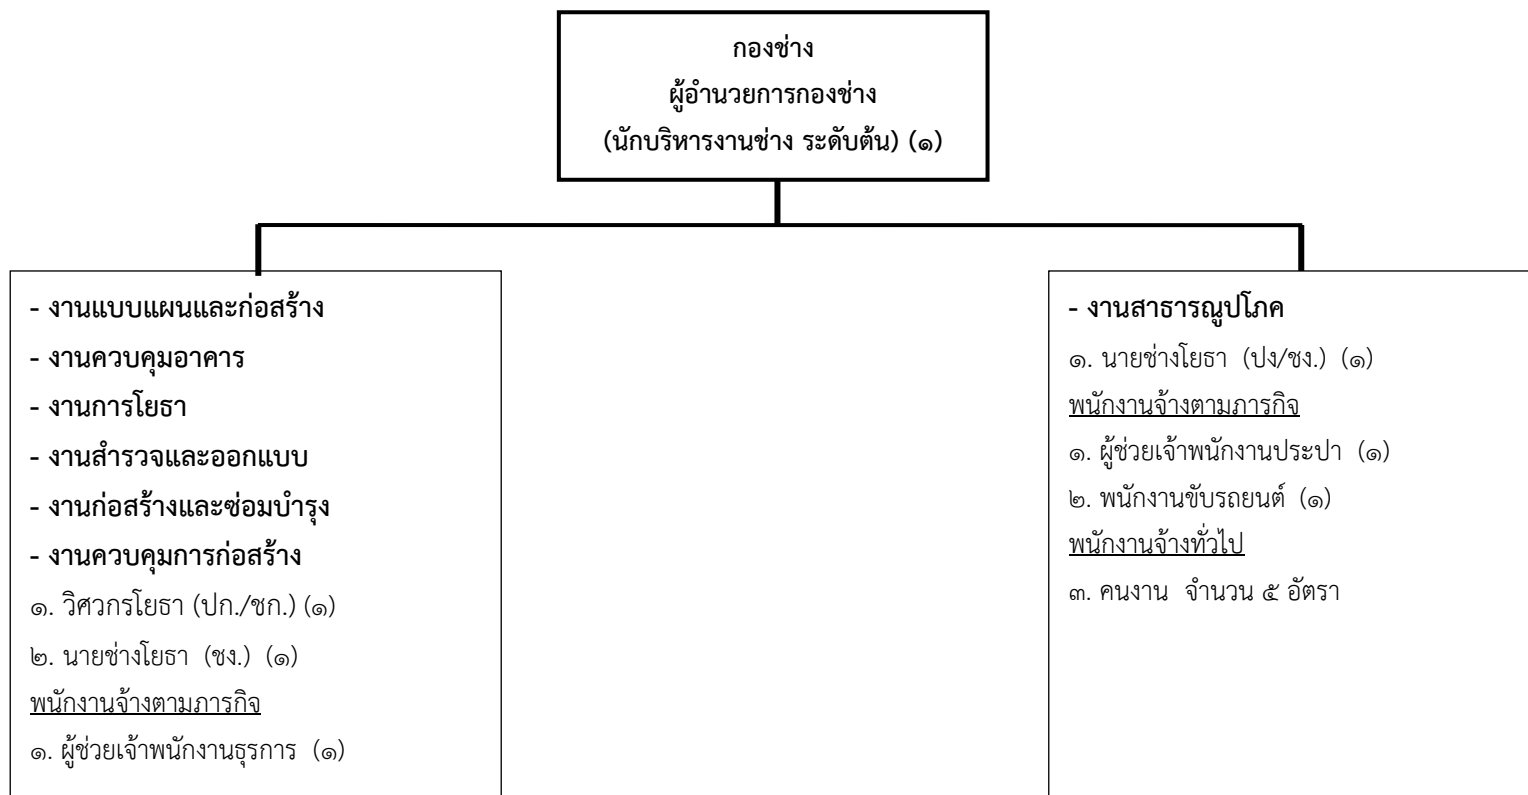 กองช่าง
ผู้อำนวยการกองช่าง
(นักบริหารงานช่าง ระดับต้น) (๑)
- งานแบบแผนและก่อสร้าง
- งานควบคุมอาคาร
- งานการโยธา
- งานสำรวจและออกแบบ
- งานก่อสร้างและซ่อมบำรุง
- งานควบคุมการก่อสร้าง
๑. วิศวกรโยธา (ปก./ชก.) (๑)
๒. นายช่างโยธา (ชง.) (๑)
พนักงานจ้างตามภารกิจ
๑. ผู้ช่วยเจ้าพนักงานธุรการ (๑)
- งานสาธารณูปโภค
๑. นายช่างโยธา (ปง/ชง.) (๑)
พนักงานจ้างตามภารกิจ
๑. ผู้ช่วยเจ้าพนักงานประปา (๑)
๒. พนักงานขับรถยนต์ (๑)
พนักงานจ้างทั่วไป
๓. คนงาน จำนวน ๕ อัตรา